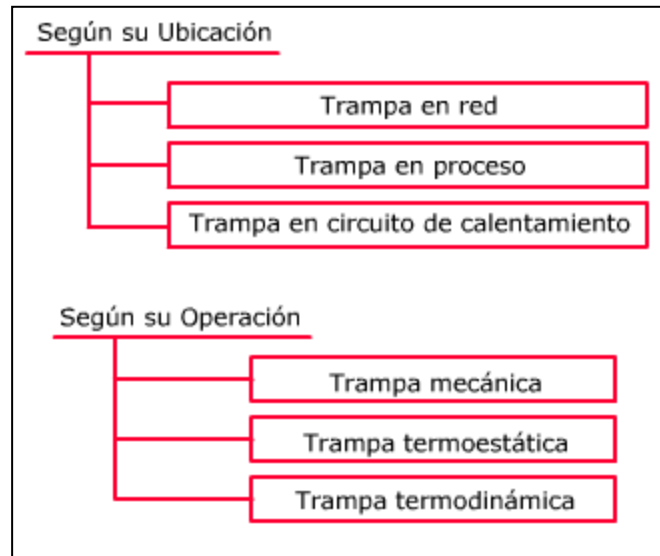 Según su Ubicación
Trampa en red
Trampa en proceso
Trampa en circuito de calentamiento
Según su Operación
Trampa mecánica
Trampa termoestática
Trampa termodinámica